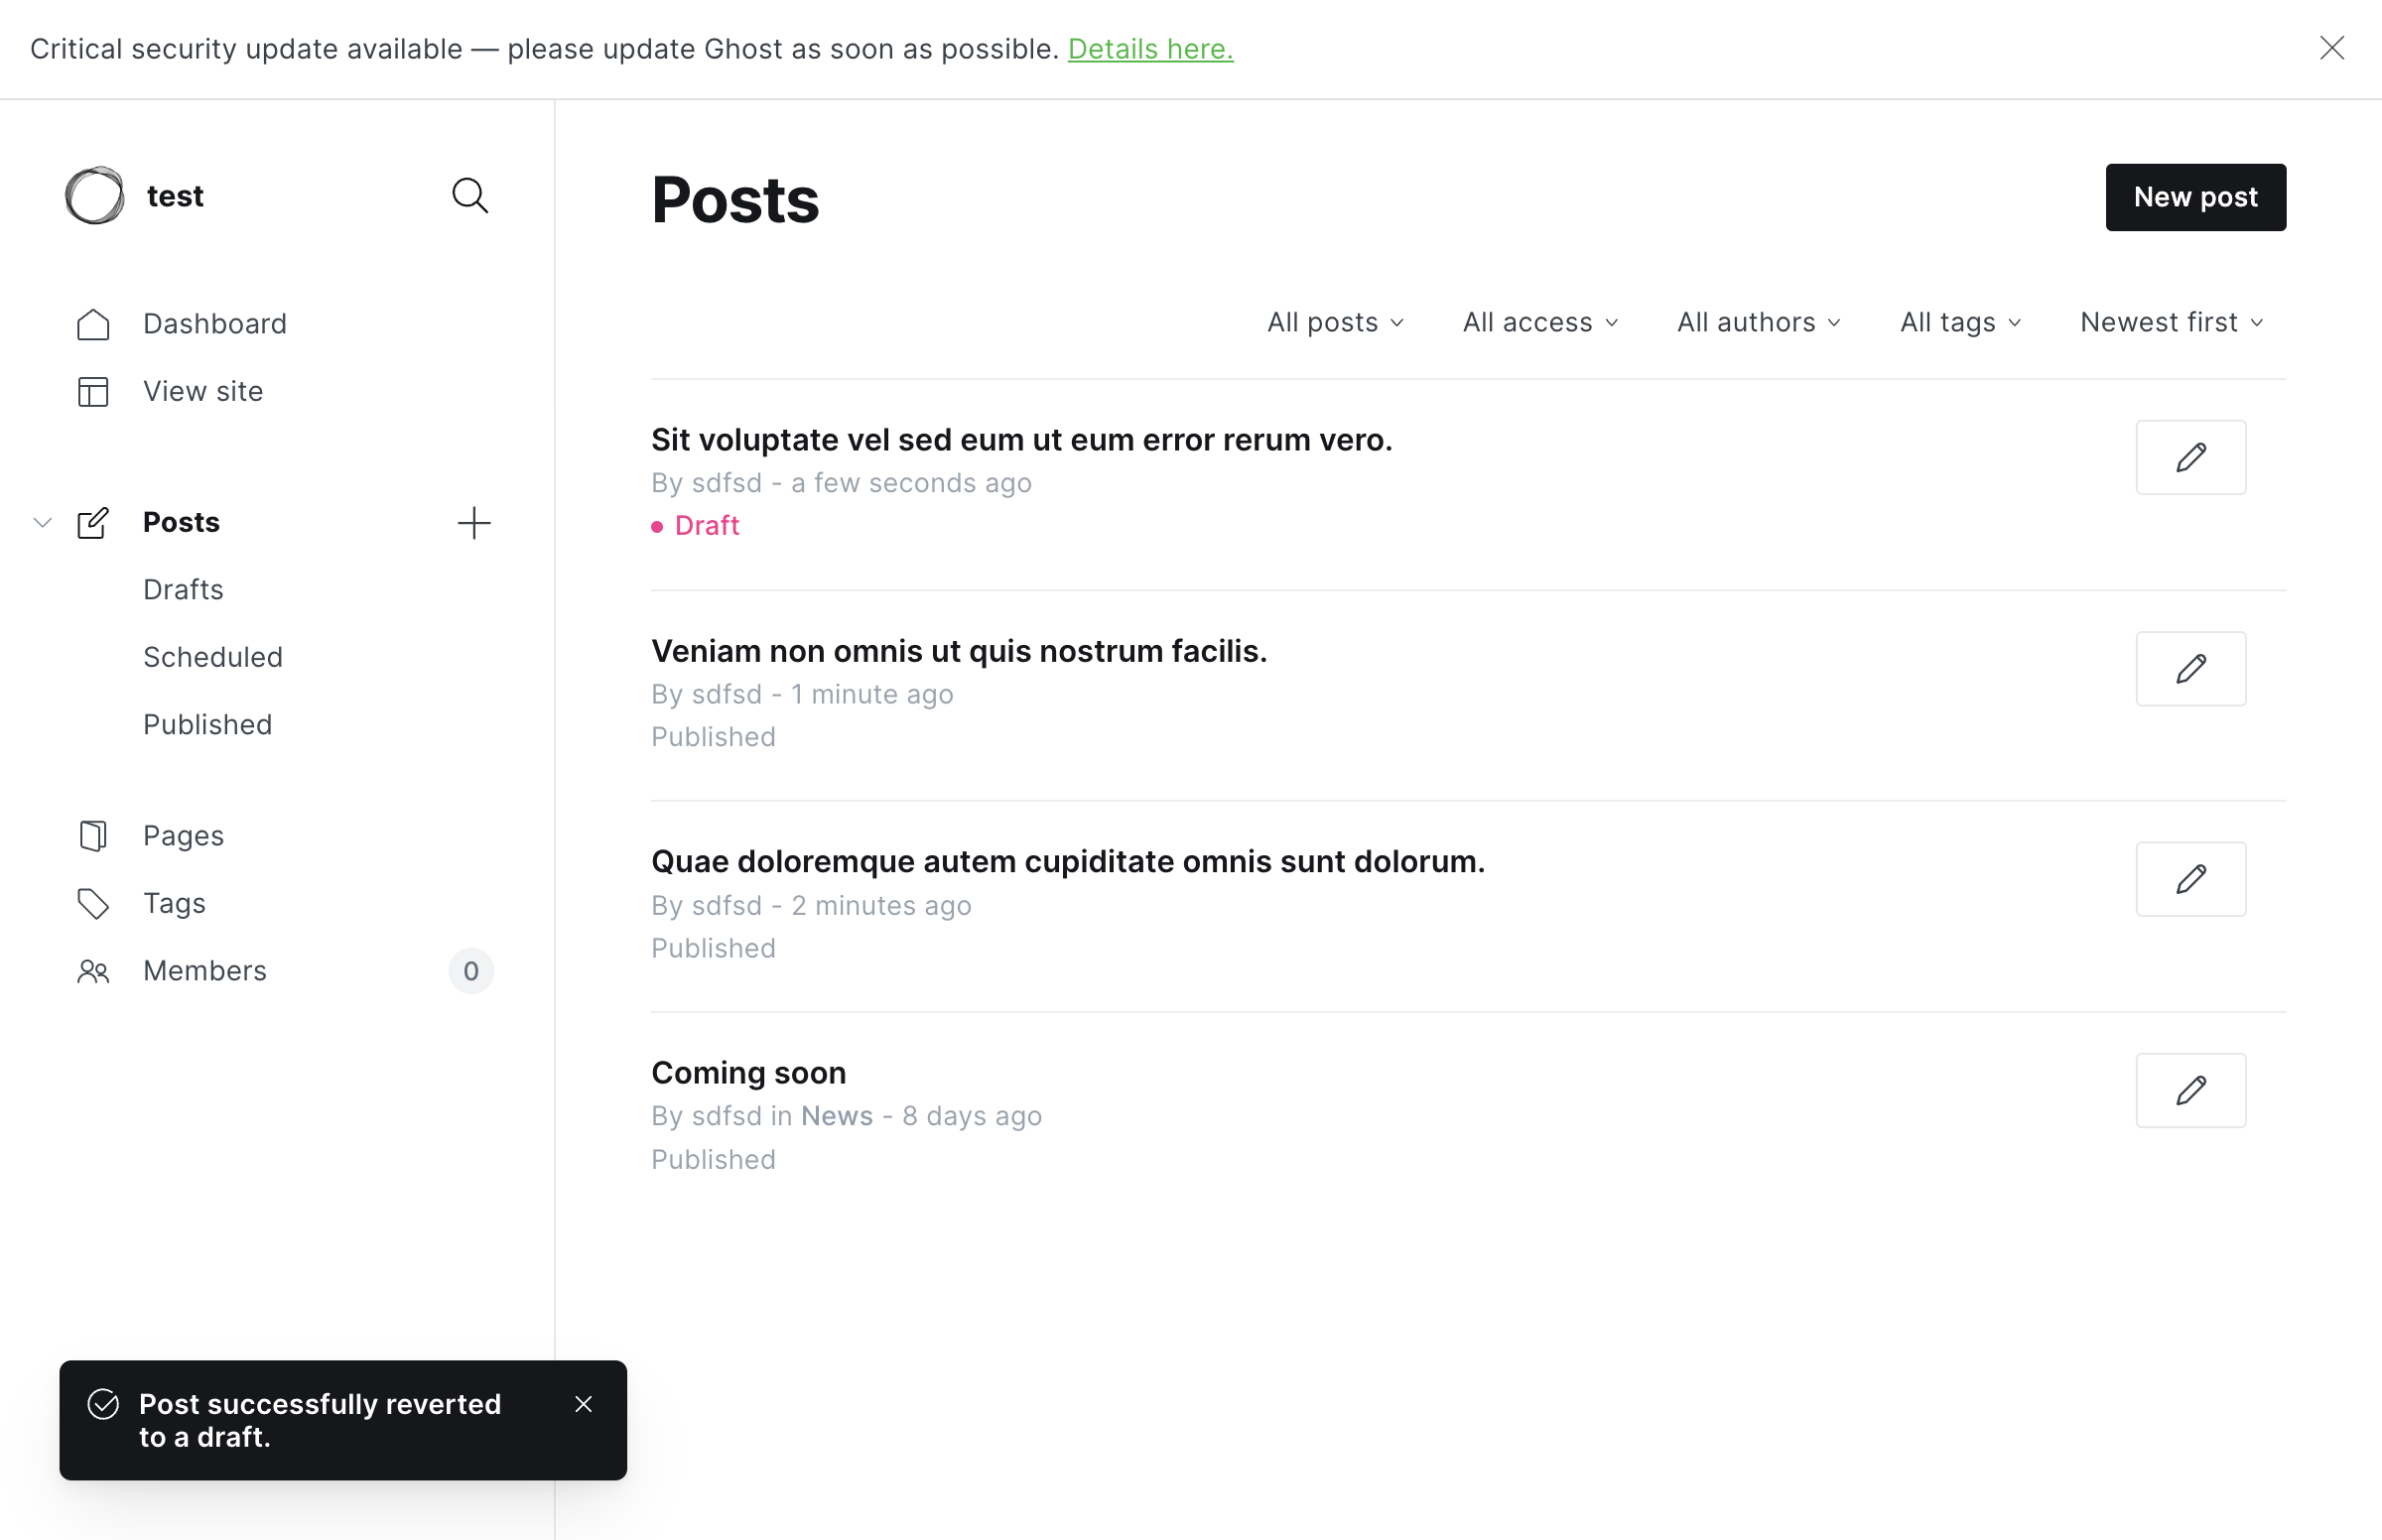 Critical security update available — please update Ghost as soon as possible. Details here.
test
Dashboard
View site
Posts
Drafts
Scheduled
Published
Pages
Tags
Members
0
Posts
New post
All posts
All access
All authors
All tags
Newest first
Sit voluptate vel sed eum ut eum error rerum vero.
By sdfsd - a few seconds ago
Draft
Veniam non omnis ut quis nostrum facilis.
By sdfsd - 1 minute ago
Published
Quae doloremque autem cupiditate omnis sunt dolorum.
By sdfsd - 2 minutes ago
Published
Coming soon
By sdfsd in News - 8 days ago
Published
Post successfully reverted
to a draft.